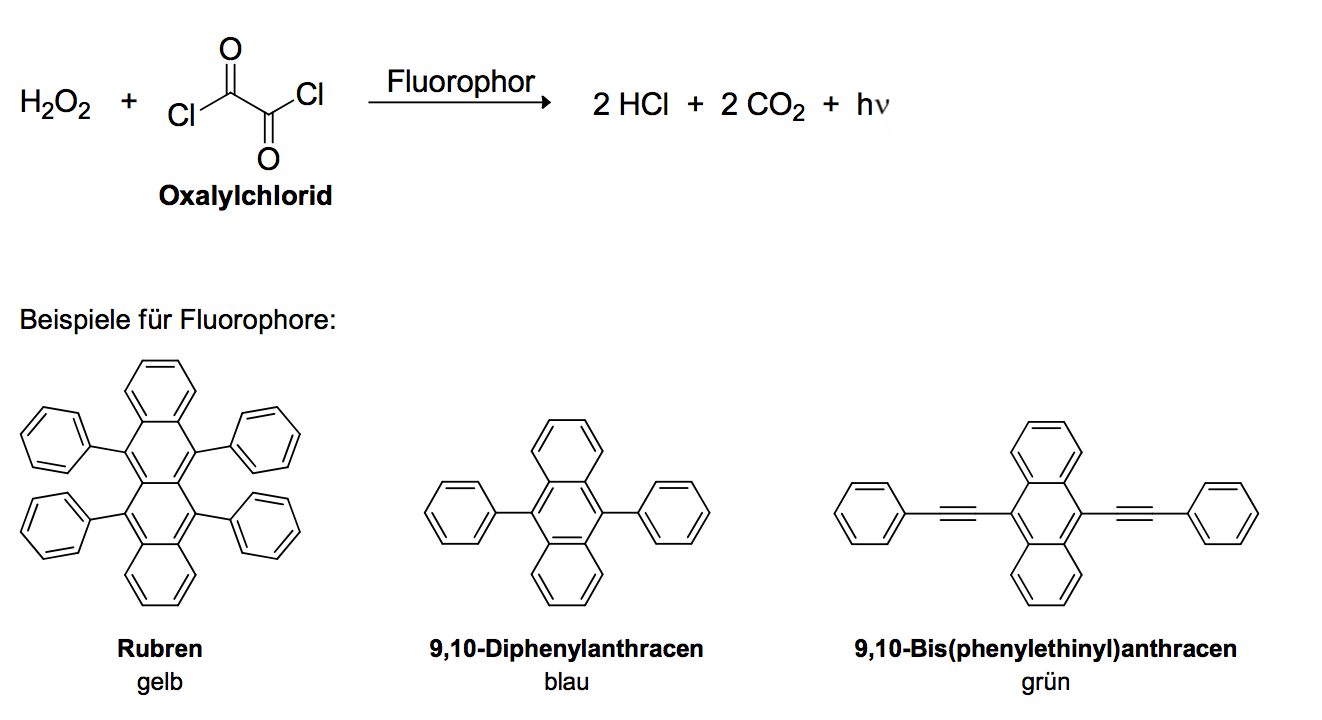 H₂O₂ + Cl O O Cl Fluorophor 2 HCl + 2 CO₂ + hν
Oxalylchlorid
Beispiele für Fluorophore:
Rubren 9,10-Diphenylanthracen 9,10-Bis(phenylethinyl)anthracen
gelb blau grün